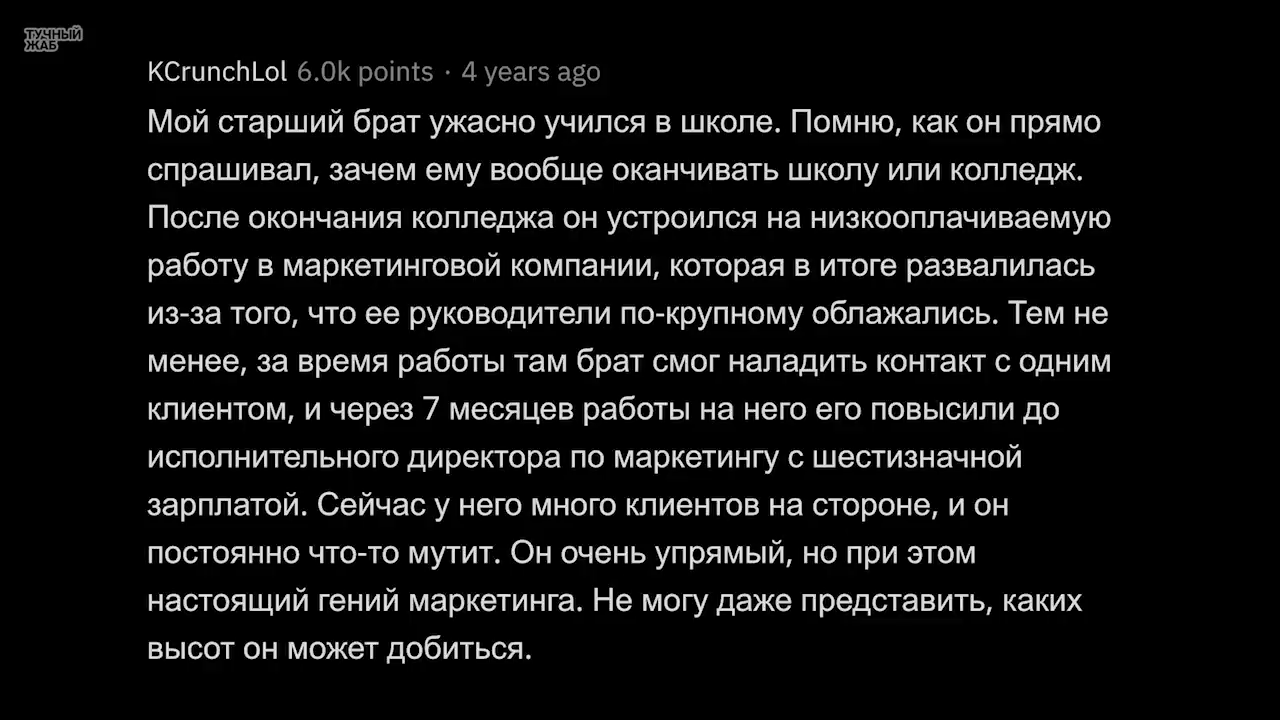 ТУЧНЫЙ
ЖАБ
KCrunchLol 6.0k points · 4 years ago
Мой старший брат ужасно учился в школе. Помню, как он прямо
спрашивал, зачем ему вообще оканчивать школу или колледж.
После окончания колледжа он устроился на низкооплачиваемую
работу в маркетинговой компании, которая в итоге развалилась
из-за того, что ее руководители по-крупному облажались. Тем не
менее, за время работы там брат смог наладить контакт с одним
клиентом, и через 7 месяцев работы на него его повысили до
исполнительного директора по маркетингу с шестизначной
зарплатой. Сейчас у него много клиентов на стороне, и он
постоянно что-то мутит. Он очень упрямый, но при этом
настоящий гений маркетинга. Не могу даже представить, каких
высот он может добиться.